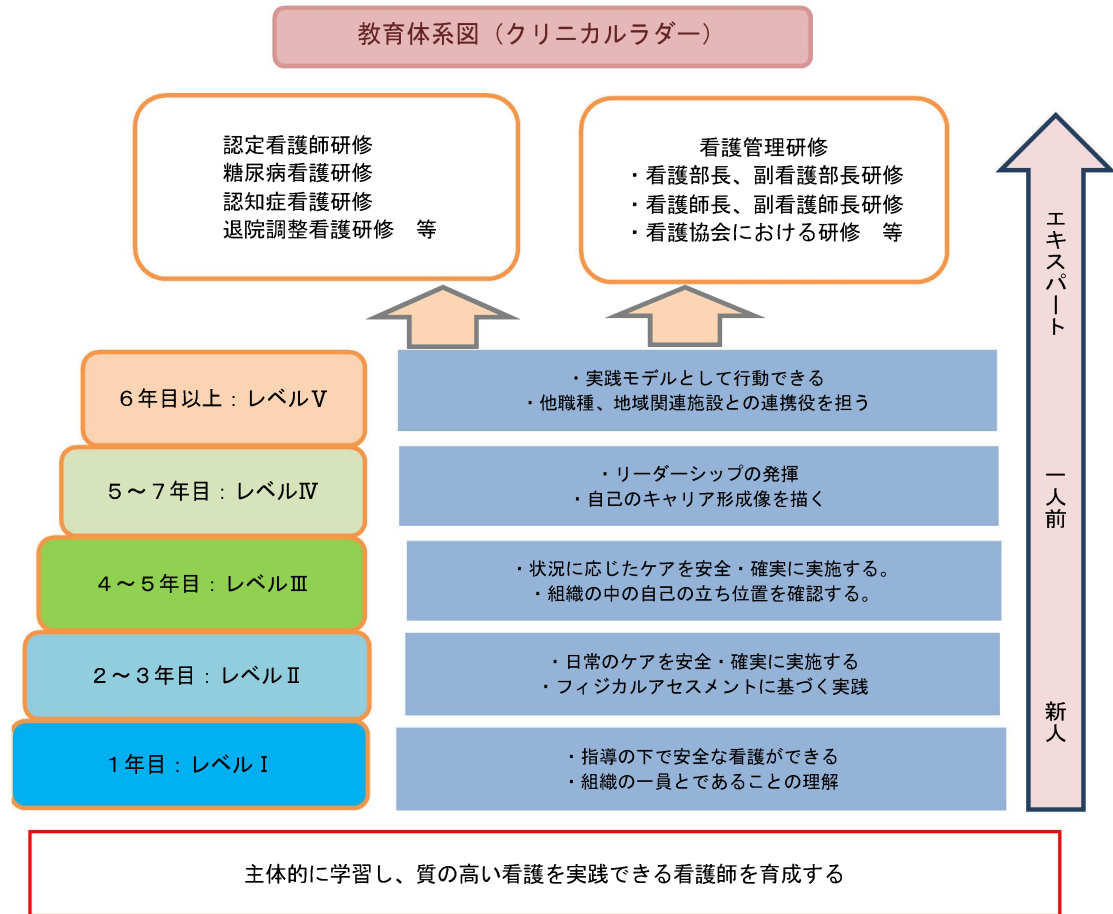 教育体系図（クリニカルラダー）
認定看護師研修
糖尿病看護研修
認知症看護研修
退院調整看護研修　等
看護管理研修
・看護部長、副看護部長研修
・看護師長、副看護師長研修
・看護協会における研修　等
エキスパート
６年目以上：レベルⅤ
・実践モデルとして行動できる
・他職種、地域関連施設との連携役を担う
５～７年目：レベルⅣ
・リーダーシップの発揮
・自己のキャリア形成像を描く
一人前
４～５年目：レベルⅢ
・状況に応じたケアを安全・確実に実施する。
・組織の中の自己の立ち位置を確認する。
２～３年目：レベルⅡ
・日常のケアを安全・確実に実施する
・フィジカルアセスメントに基づく実践
新人
１年目：レベルⅠ
・指導の下で安全な看護ができる
・組織の一員とであることの理解
主体的に学習し、質の高い看護を実践できる看護師を育成する